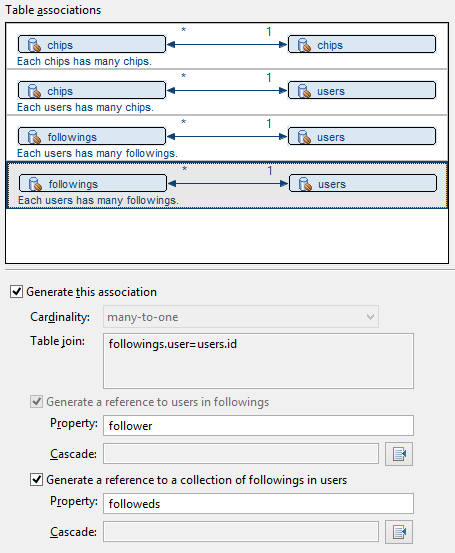 Table associations
* 1
chips chips
Each chips has many chips.
* 1
chips users
Each users has many chips.
* 1
followings users
Each users has many followings.
* 1
followings users
Each users has many followings.
Generate this association
Cardinality: many-to-one
Table join: followings.user=users.id
Generate a reference to users in followings
Property: follower
Cascade:
Generate a reference to a collection of followings in users
Property: followeds
Cascade: